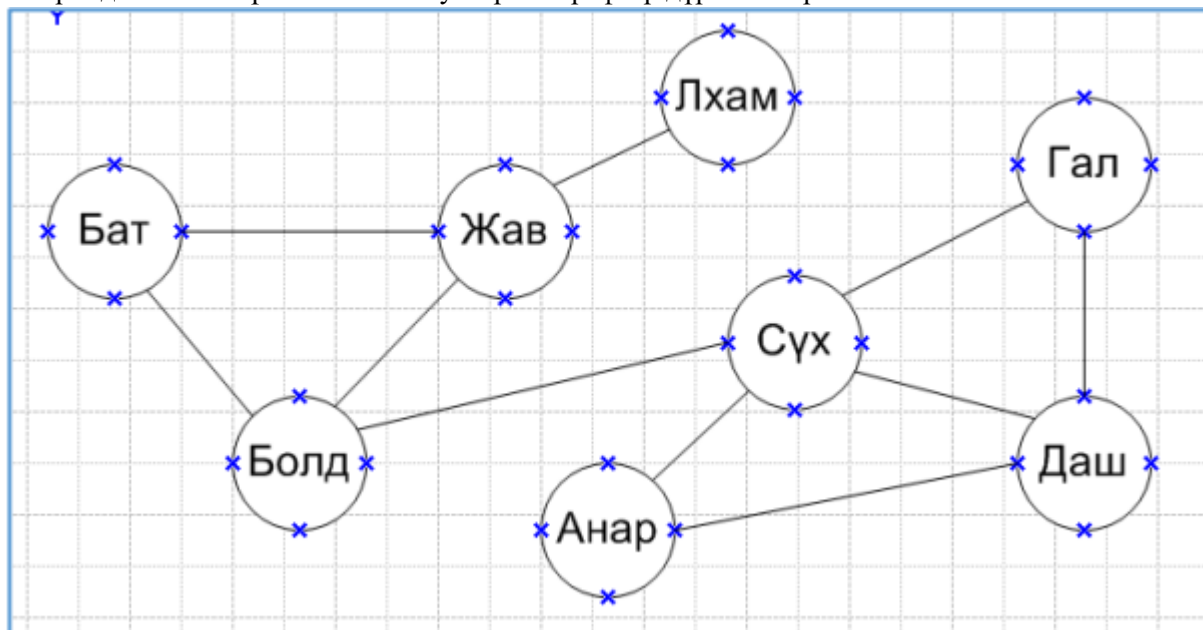 Лхам
Гал
Бат
Жав
Сүх
Болд
Даш
Анар